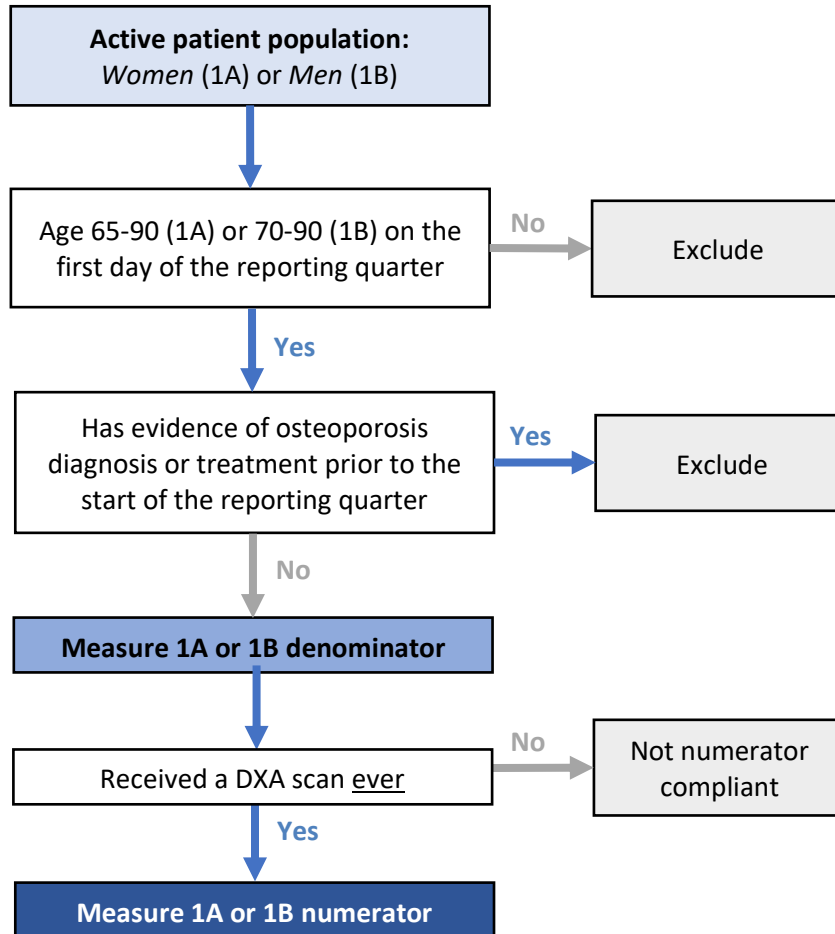 Active patient population:
Women (1A) or Men (1B)
Age 65-90 (1A) or 70-90 (1B) on the
first day of the reporting quarter
No
Exclude
Yes
Has evidence of osteoporosis
diagnosis or treatment prior to the
start of the reporting quarter
Yes
Exclude
No
Measure 1A or 1B denominator
Received a DXA scan ever
No
Not numerator
compliant
Yes
Measure 1A or 1B numerator